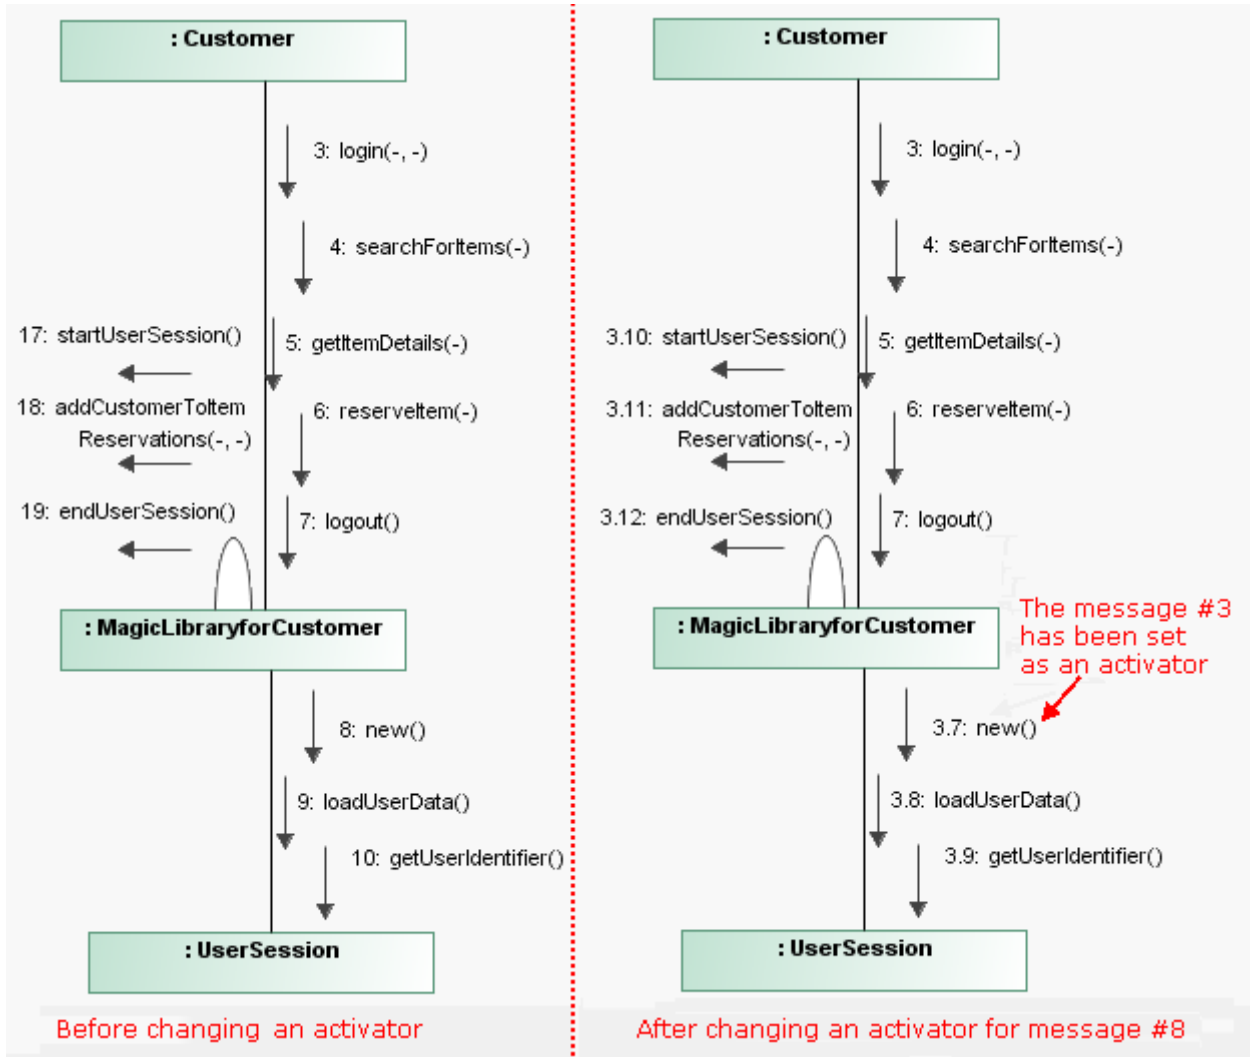 : Customer
3: login(-, -)
4: searchForItems(-)
17: startUserSession()
5: getItemDetails(-)
18: addCustomerToItem
Reservations(-, -)
6: reserveItem(-)
19: endUserSession()
7: logout()
: MagicLibraryforCustomer
8: new()
9: loadUserData()
10: getUserIdentifier()
: UserSession
Before changing an activator
: Customer
3: login(-, -)
4: searchForItems(-)
3.10: startUserSession()
5: getItemDetails(-)
3.11: addCustomerToItem
Reservations(-, -)
6: reserveItem(-)
3.12: endUserSession()
7: logout()
: MagicLibraryforCustomer
The message #3
has been set
as an activator
3.7: new()
3.8: loadUserData()
3.9: getUserIdentifier()
: UserSession
After changing an activator for message #8